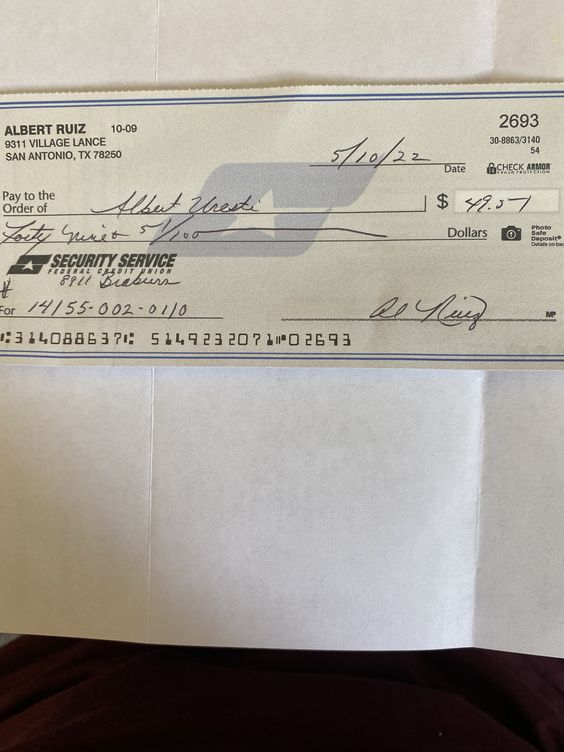 ALBERT RUIZ 10-09
9311 VILLAGE LANCE
SAN ANTONIO, TX 78250
2693
30-8863/3140
54
5/10/22
Date
CHECK ARMOR
FRAUD PROTECTION
Pay to the
Order of Albert Uresti $ 49.51
Forty Nine 51/100 Dollars
Photo
Safe
Deposit®
Details on back
SECURITY SERVICE
FEDERAL CREDIT UNION
8911 Braeburn
#
For 14155-002-0110 Al Ruiz MP
⑆314088637⑆ 5149232071⑈02693